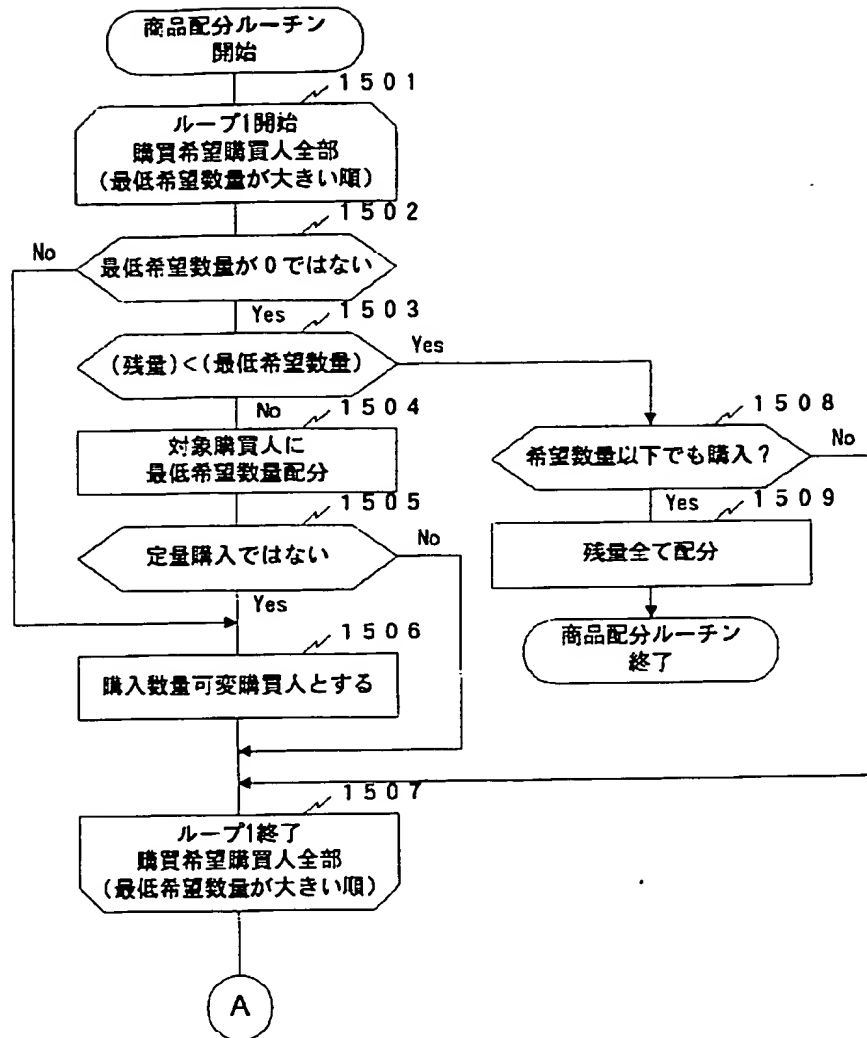 商品配分ルーチン
開始
1501
ループ1開始
購買希望購買人全部
(最低希望数量が大きい順)
1502
No
最低希望数量が0ではない
Yes
1503
(残量)<(最低希望数量)
Yes
No
1504
対象購買人に
最低希望数量配分
1508
希望数量以下でも購入?
No
1505
定量購入ではない
No
Yes
Yes
1509
残量全て配分
商品配分ルーチン
終了
1506
購入数量可変購買人とする
1507
ループ1終了
購買希望購買人全部
(最低希望数量が大きい順)
A